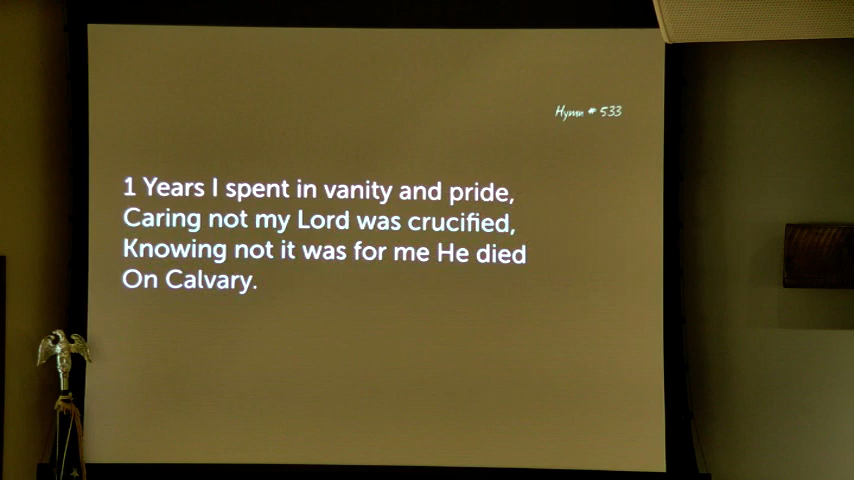 Hymn # 533
1 Years I spent in vanity and pride,
Caring not my Lord was crucified,
Knowing not it was for me He died
On Calvary.